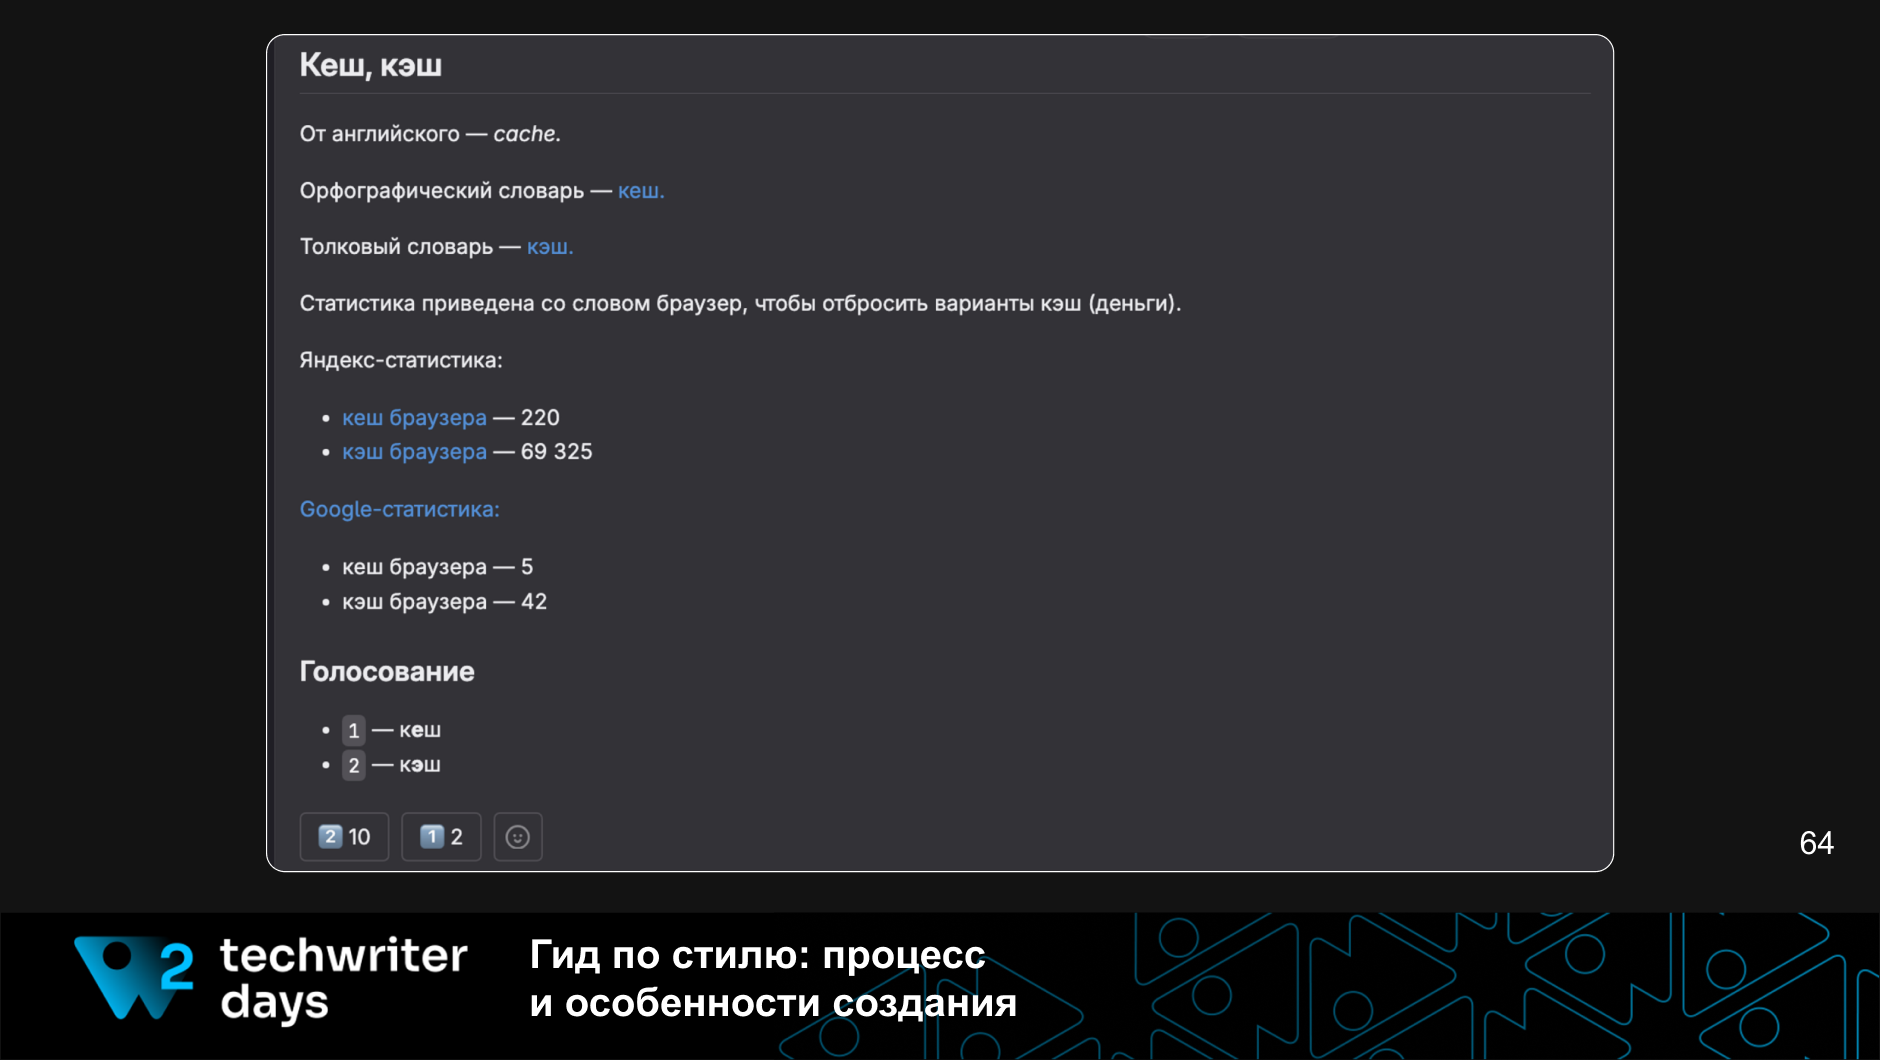 Кеш, кэш
От английского — cache.
Орфографический словарь — кеш.
Толковый словарь — кэш.
Статистика приведена со словом браузер, чтобы отбросить варианты кэш (деньги).
Яндекс-статистика:
• кеш браузера — 220
• кэш браузера — 69 325
Google-статистика:
• кеш браузера — 5
• кэш браузера — 42
Голосование
• 1 — кеш
• 2 — кэш
2 10 1 2
64
2 techwriter
days
Гид по стилю: процесс
и особенности создания